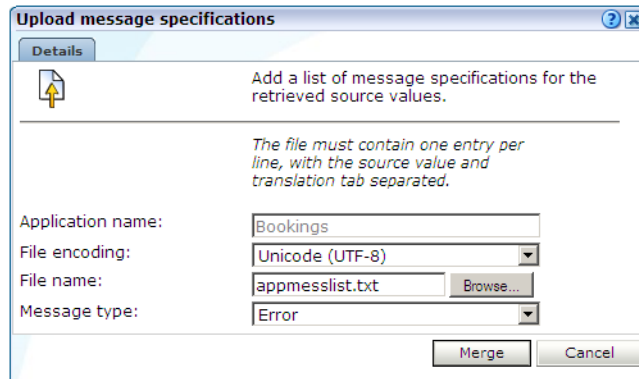 Upload message specifications
Details
Add a list of message specifications for the
retrieved source values.
The file must contain one entry per
line, with the source value and
translation tab separated.
Application name: Bookings
File encoding: Unicode (UTF-8)
File name: appmesslist.txt Browse...
Message type: Error
Merge Cancel